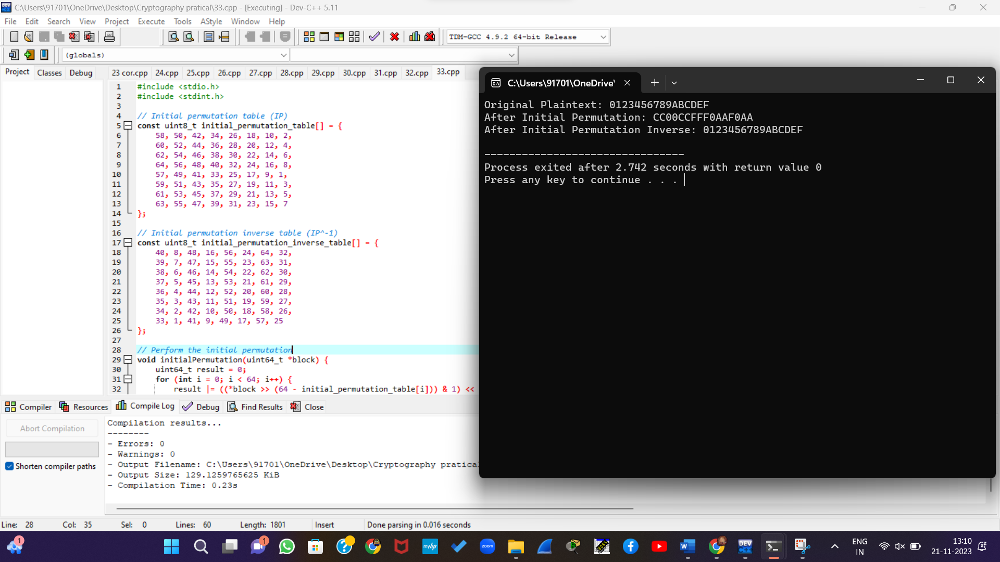 C:\Users\91701\OneDrive\Desktop\Cryptography pratical\33.cpp - [Executing] - Dev-C++ 5.11
File Edit Search View Project Execute Tools AStyle Window Help
TDM-GCC 4.9.2 64-bit Release
(globals)
Project Classes Debug
23 cor.cpp 24.cpp 25.cpp 26.cpp 27.cpp 28.cpp 29.cpp 30.cpp 31.cpp 32.cpp 33.cpp
1 #include <stdio.h>
2 #include <stdint.h>
3
4 // Initial permutation table (IP)
5 const uint8_t initial_permutation_table[] = {
6 58, 50, 42, 34, 26, 18, 10, 2,
7 60, 52, 44, 36, 28, 20, 12, 4,
8 62, 54, 46, 38, 30, 22, 14, 6,
9 64, 56, 48, 40, 32, 24, 16, 8,
10 57, 49, 41, 33, 25, 17, 9, 1,
11 59, 51, 43, 35, 27, 19, 11, 3,
12 61, 53, 45, 37, 29, 21, 13, 5,
13 63, 55, 47, 39, 31, 23, 15, 7
14 };
15
16 // Initial permutation inverse table (IP^-1)
17 const uint8_t initial_permutation_inverse_table[] = {
18 40, 8, 48, 16, 56, 24, 64, 32,
19 39, 7, 47, 15, 55, 23, 63, 31,
20 38, 6, 46, 14, 54, 22, 62, 30,
21 37, 5, 45, 13, 53, 21, 61, 29,
22 36, 4, 44, 12, 52, 20, 60, 28,
23 35, 3, 43, 11, 51, 19, 59, 27,
24 34, 2, 42, 10, 50, 18, 58, 26,
25 33, 1, 41, 9, 49, 17, 57, 25
26 };
27
28 // Perform the initial permutation
29 void initialPermutation(uint64_t *block) {
30 uint64_t result = 0;
31 for (int i = 0; i < 64; i++) {
32 result |= ((*block >> (64 - initial_permutation_table[i])) & 1) <<
C:\Users\91701\OneDrive\
Original Plaintext: 0123456789ABCDEF
After Initial Permutation: CC00CCFFF0AAF0AA
After Initial Permutation Inverse: 0123456789ABCDEF
--------------------------------
Process exited after 2.742 seconds with return value 0
Press any key to continue . . .
Compiler Resources Compile Log Debug Find Results Close
Abort Compilation
Shorten compiler paths
Compilation results...
--------
- Errors: 0
- Warnings: 0
- Output Filename: C:\Users\91701\OneDrive\Desktop\Cryptography pratical
- Output Size: 129.1259765625 KiB
- Compilation Time: 0.23s
Line: 28 Col: 35 Sel: 0 Lines: 60 Length: 1801 Insert Done parsing in 0.016 seconds
1
1
myhp
zoom
W
DEV
C++
ENG
IN
13:10
21-11-2023